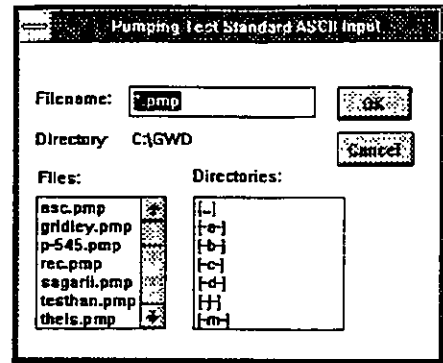 Pumping Test Standard ASCII Input
Filename: *.pmp
OK
Directory: C:\GWD
Cancel
Files:
Directories:
asc.pmp
gridley.pmp
p-545.pmp
rec.pmp
sagarii.pmp
testhan.pmp
theis.pmp
[..]
[-a-]
[-b-]
[-c-]
[-d-]
[-m-]